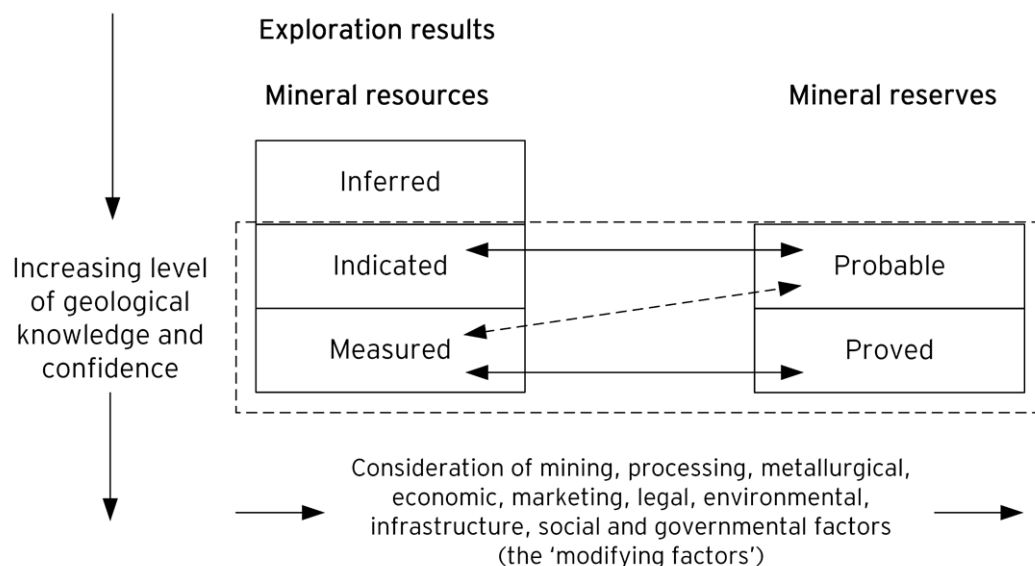 Exploration results
Mineral resources
Mineral reserves
Inferred
Indicated
Probable
Measured
Proved
Increasing level
of geological
knowledge and
confidence
Consideration of mining, processing, metallurgical,
economic, marketing, legal, environmental,
infrastructure, social and governmental factors
(the ‘modifying factors’)